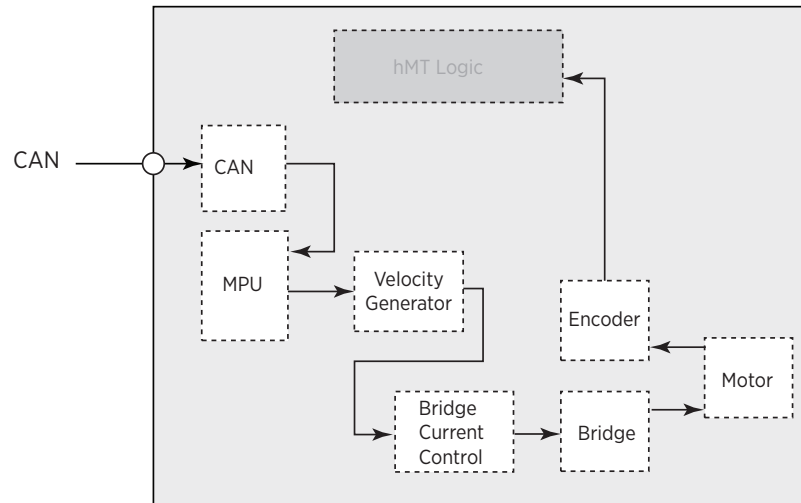 hMT Logic
CAN
CAN
MPU
Velocity
Generator
Encoder
Motor
Bridge
Current
Control
Bridge